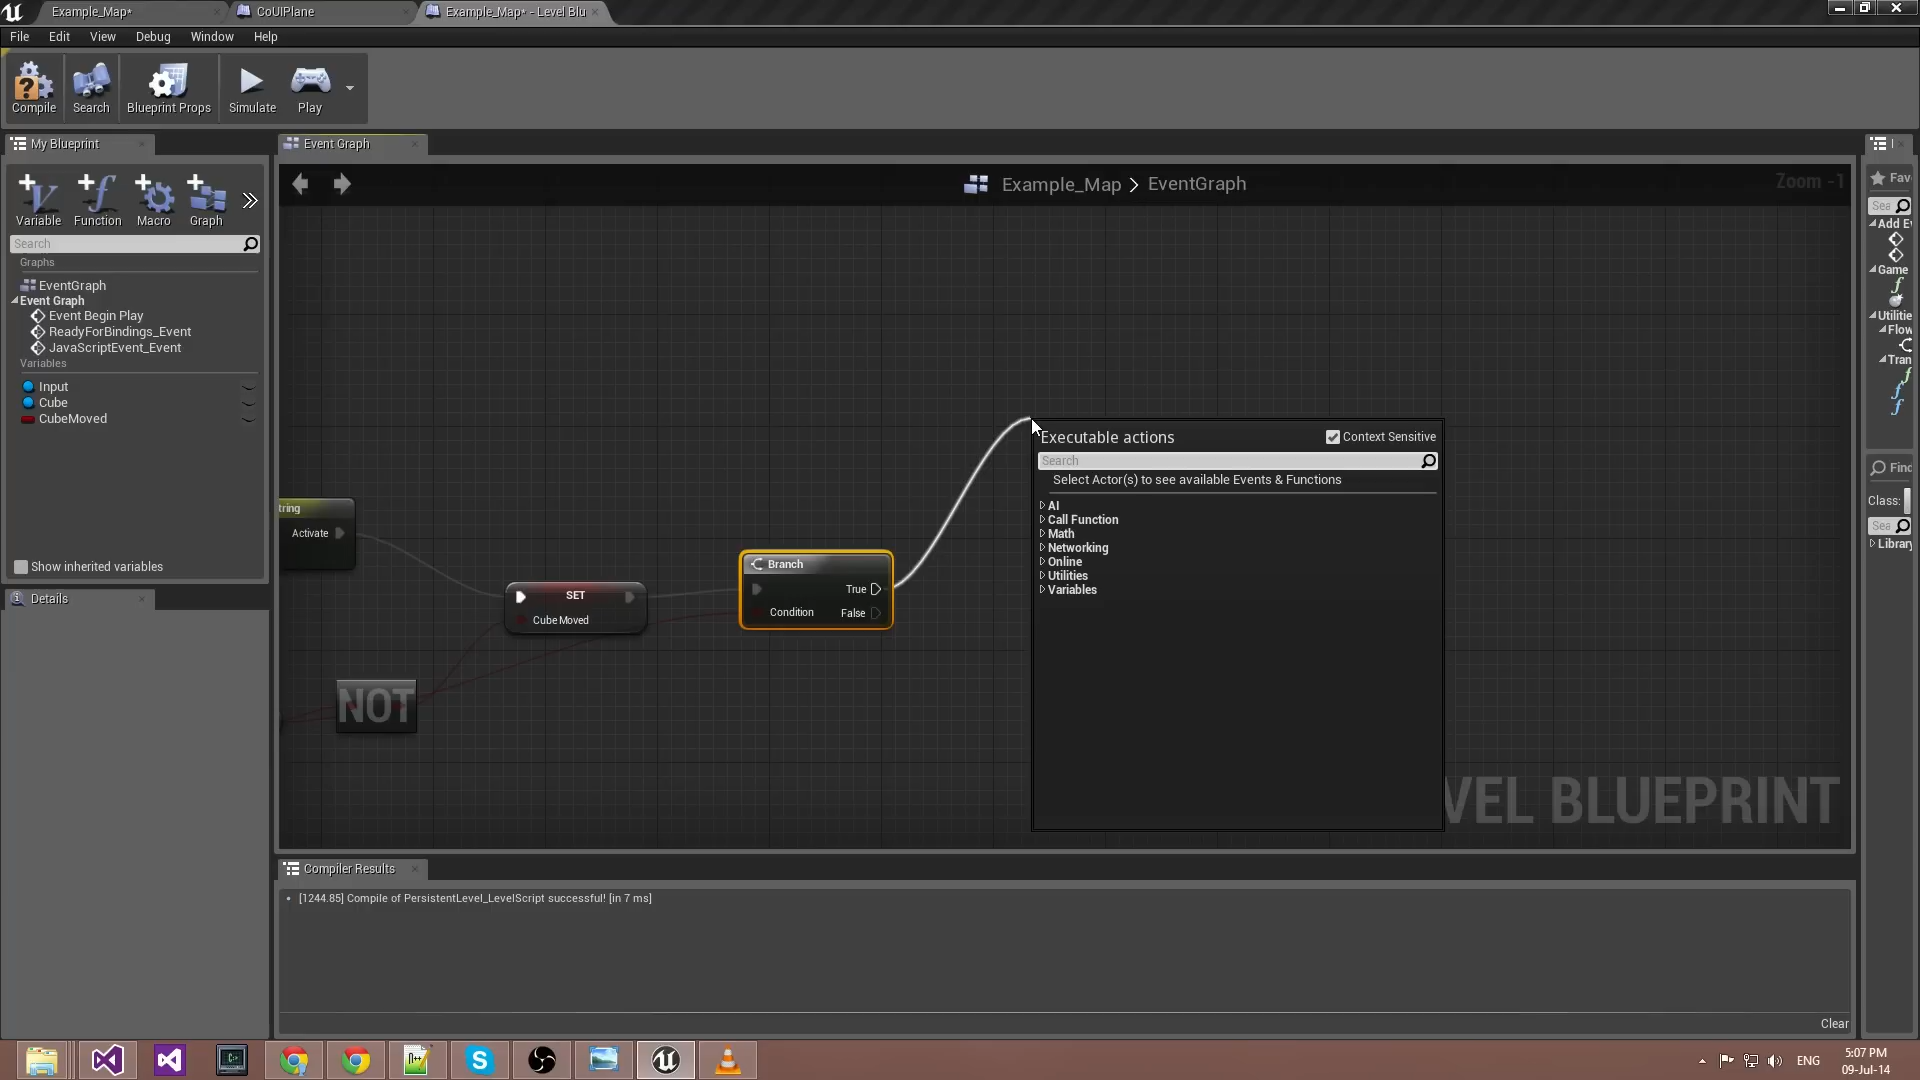 Example_Map*
CoUIPlane
Example_Map* - Level Blu
File Edit View Debug Window Help
Compile
Search
Blueprint Props
Simulate
Play
My Blueprint
Event Graph
Variable
Function
Macro
Graph
Search
Graphs
EventGraph
Event Graph
Event Begin Play
ReadyForBindings_Event
JavaScriptEvent_Event
Variables
Input
Cube
CubeMoved
Show inherited variables
Details
Example_Map > EventGraph
Zoom -1
tring
Activate
SET
Cube Moved
NOT
Branch
True
Condition
False
Executable actions
Context Sensitive
Search
Select Actor(s) to see available Events & Functions
AI
Call Function
Math
Networking
Online
Utilities
Variables
VEL BLUEPRINT
Fav
Sea
Add E
Game
Utilitie
Flow
Tran
Find
Class:
Sea
Library
Compiler Results
• [1244.85] Compile of PersistentLevel_LevelScript successful! [in 7 ms]
Clear
ENG
5:07 PM
09-Jul-14